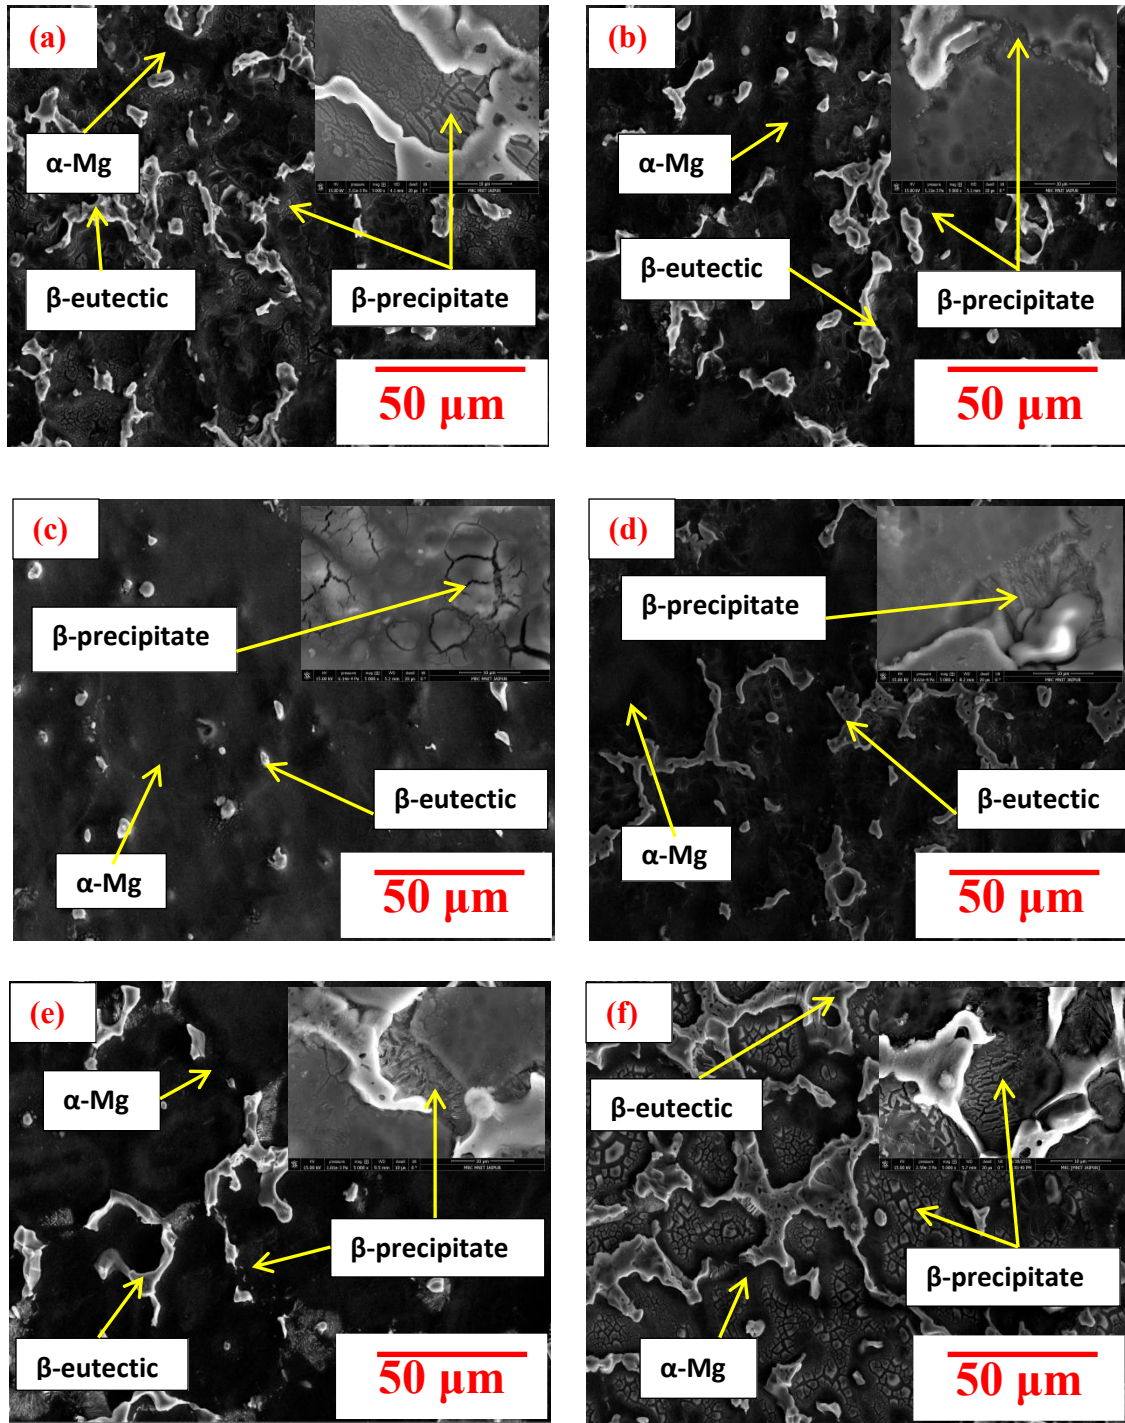 (a)
α-Mg
β-eutectic
β-precipitate
50 µm
(b)
α-Mg
β-eutectic
β-precipitate
50 µm
(c)
β-precipitate
β-eutectic
α-Mg
50 µm
(d)
β-precipitate
β-eutectic
α-Mg
50 µm
(e)
α-Mg
β-precipitate
β-eutectic
50 µm
(f)
β-eutectic
β-precipitate
α-Mg
50 µm